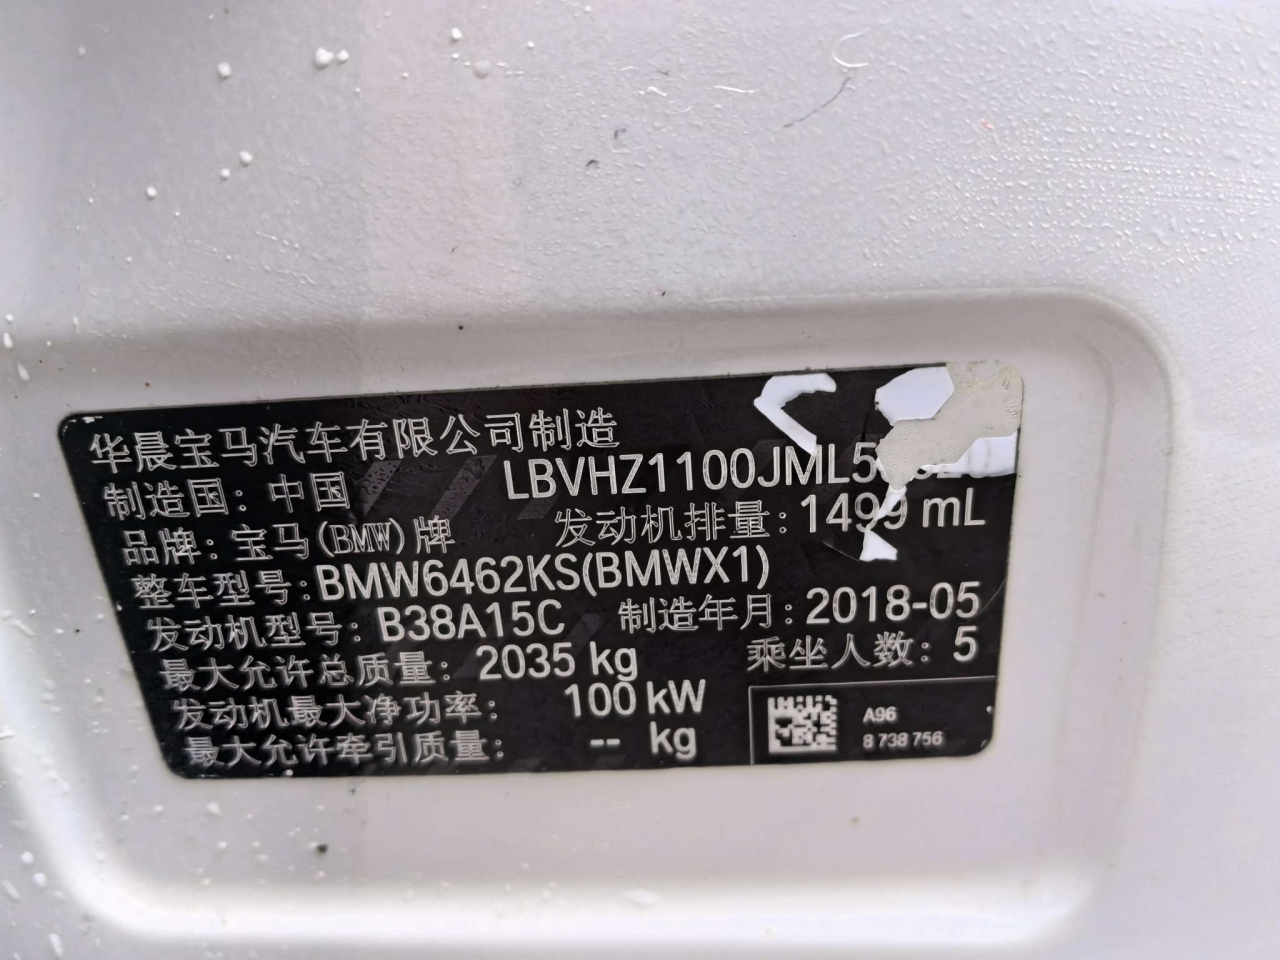 华晨宝马汽车有限公司制造
制造国：中国
品牌：宝马(BMW)牌 发动机排量：1499 mL
整车型号：BMW6462KS(BMWX1)
发动机型号：B38A15C 制造年月：2018-05
最大允许总质量：2035 kg 乘坐人数：5
发动机最大净功率：100 kW
最大允许牵引质量：-- kg
A96
8 738 756